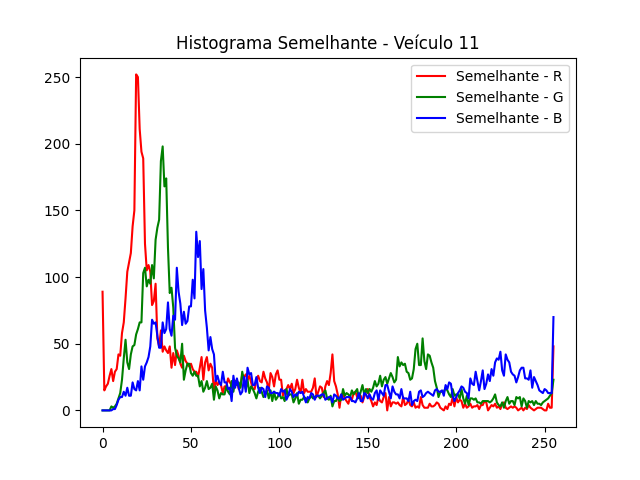 Histograma Semelhante - Veículo 11
Semelhante - R
Semelhante - G
Semelhante - B
250
200
150
100
50
0
0 50 100 150 200 250